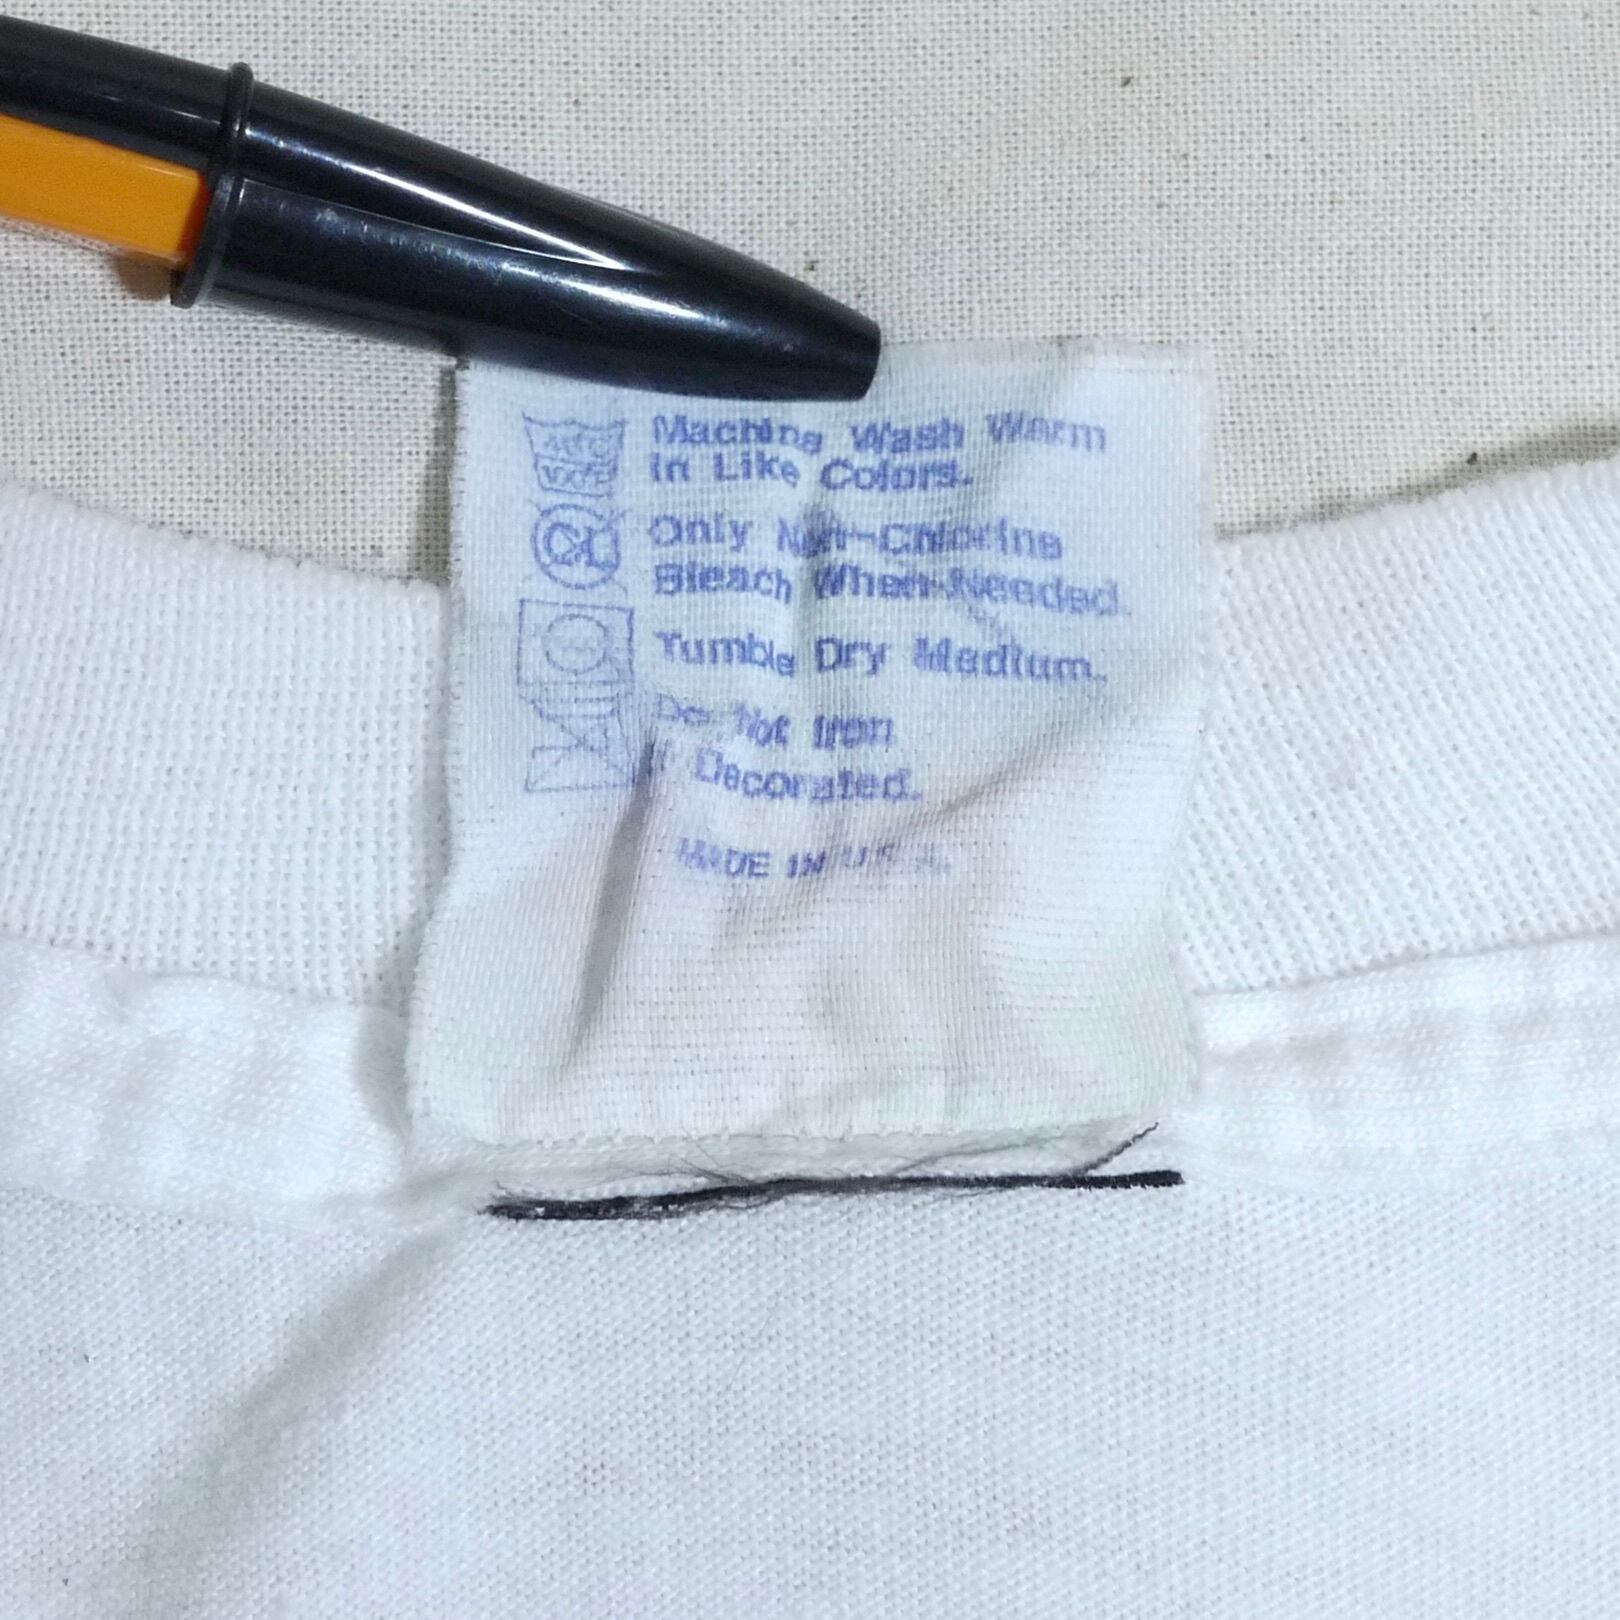 Machine Wash Warm
in Like Colors.
Only Non-Chlorine
Bleach When Needed.
Tumble Dry Medium.
Do Not Iron
If Decorated.
MADE IN U.S.A.